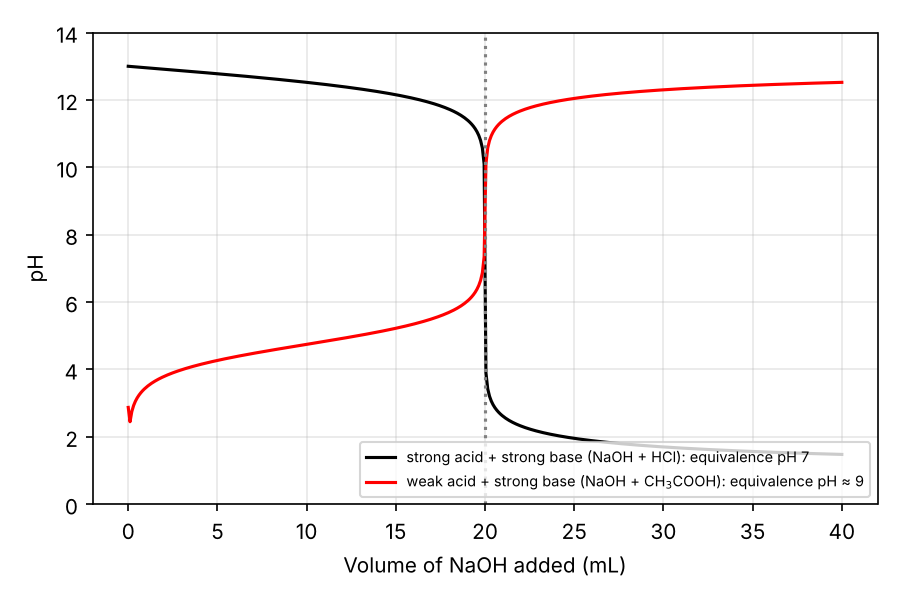 14
12
10
8
6
4
2
0
pH
strong acid + strong base (NaOH + HCl): equivalence pH 7
weak acid + strong base (NaOH + CH₃COOH): equivalence pH ≈ 9
0 5 10 15 20 25 30 35 40
Volume of NaOH added (mL)